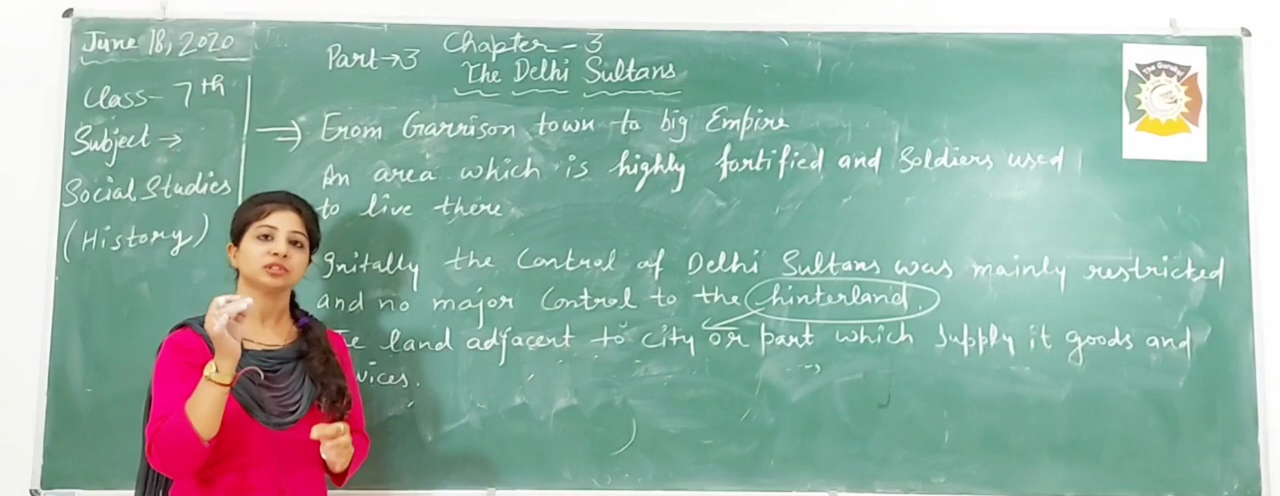 June 18, 2020
Class - 7th
Subject →
Social Studies
(History)
Chapter - 3
Part → 3
The Delhi Sultans
⇒ From Garrison town to big Empire
An area which is highly fortified and Soldiers used
to live there.
Initally the Control of Delhi Sultans was mainly restricted
and no major Control to the hinterland.
land adjacent to city or part which supply it goods and
The Gurukul